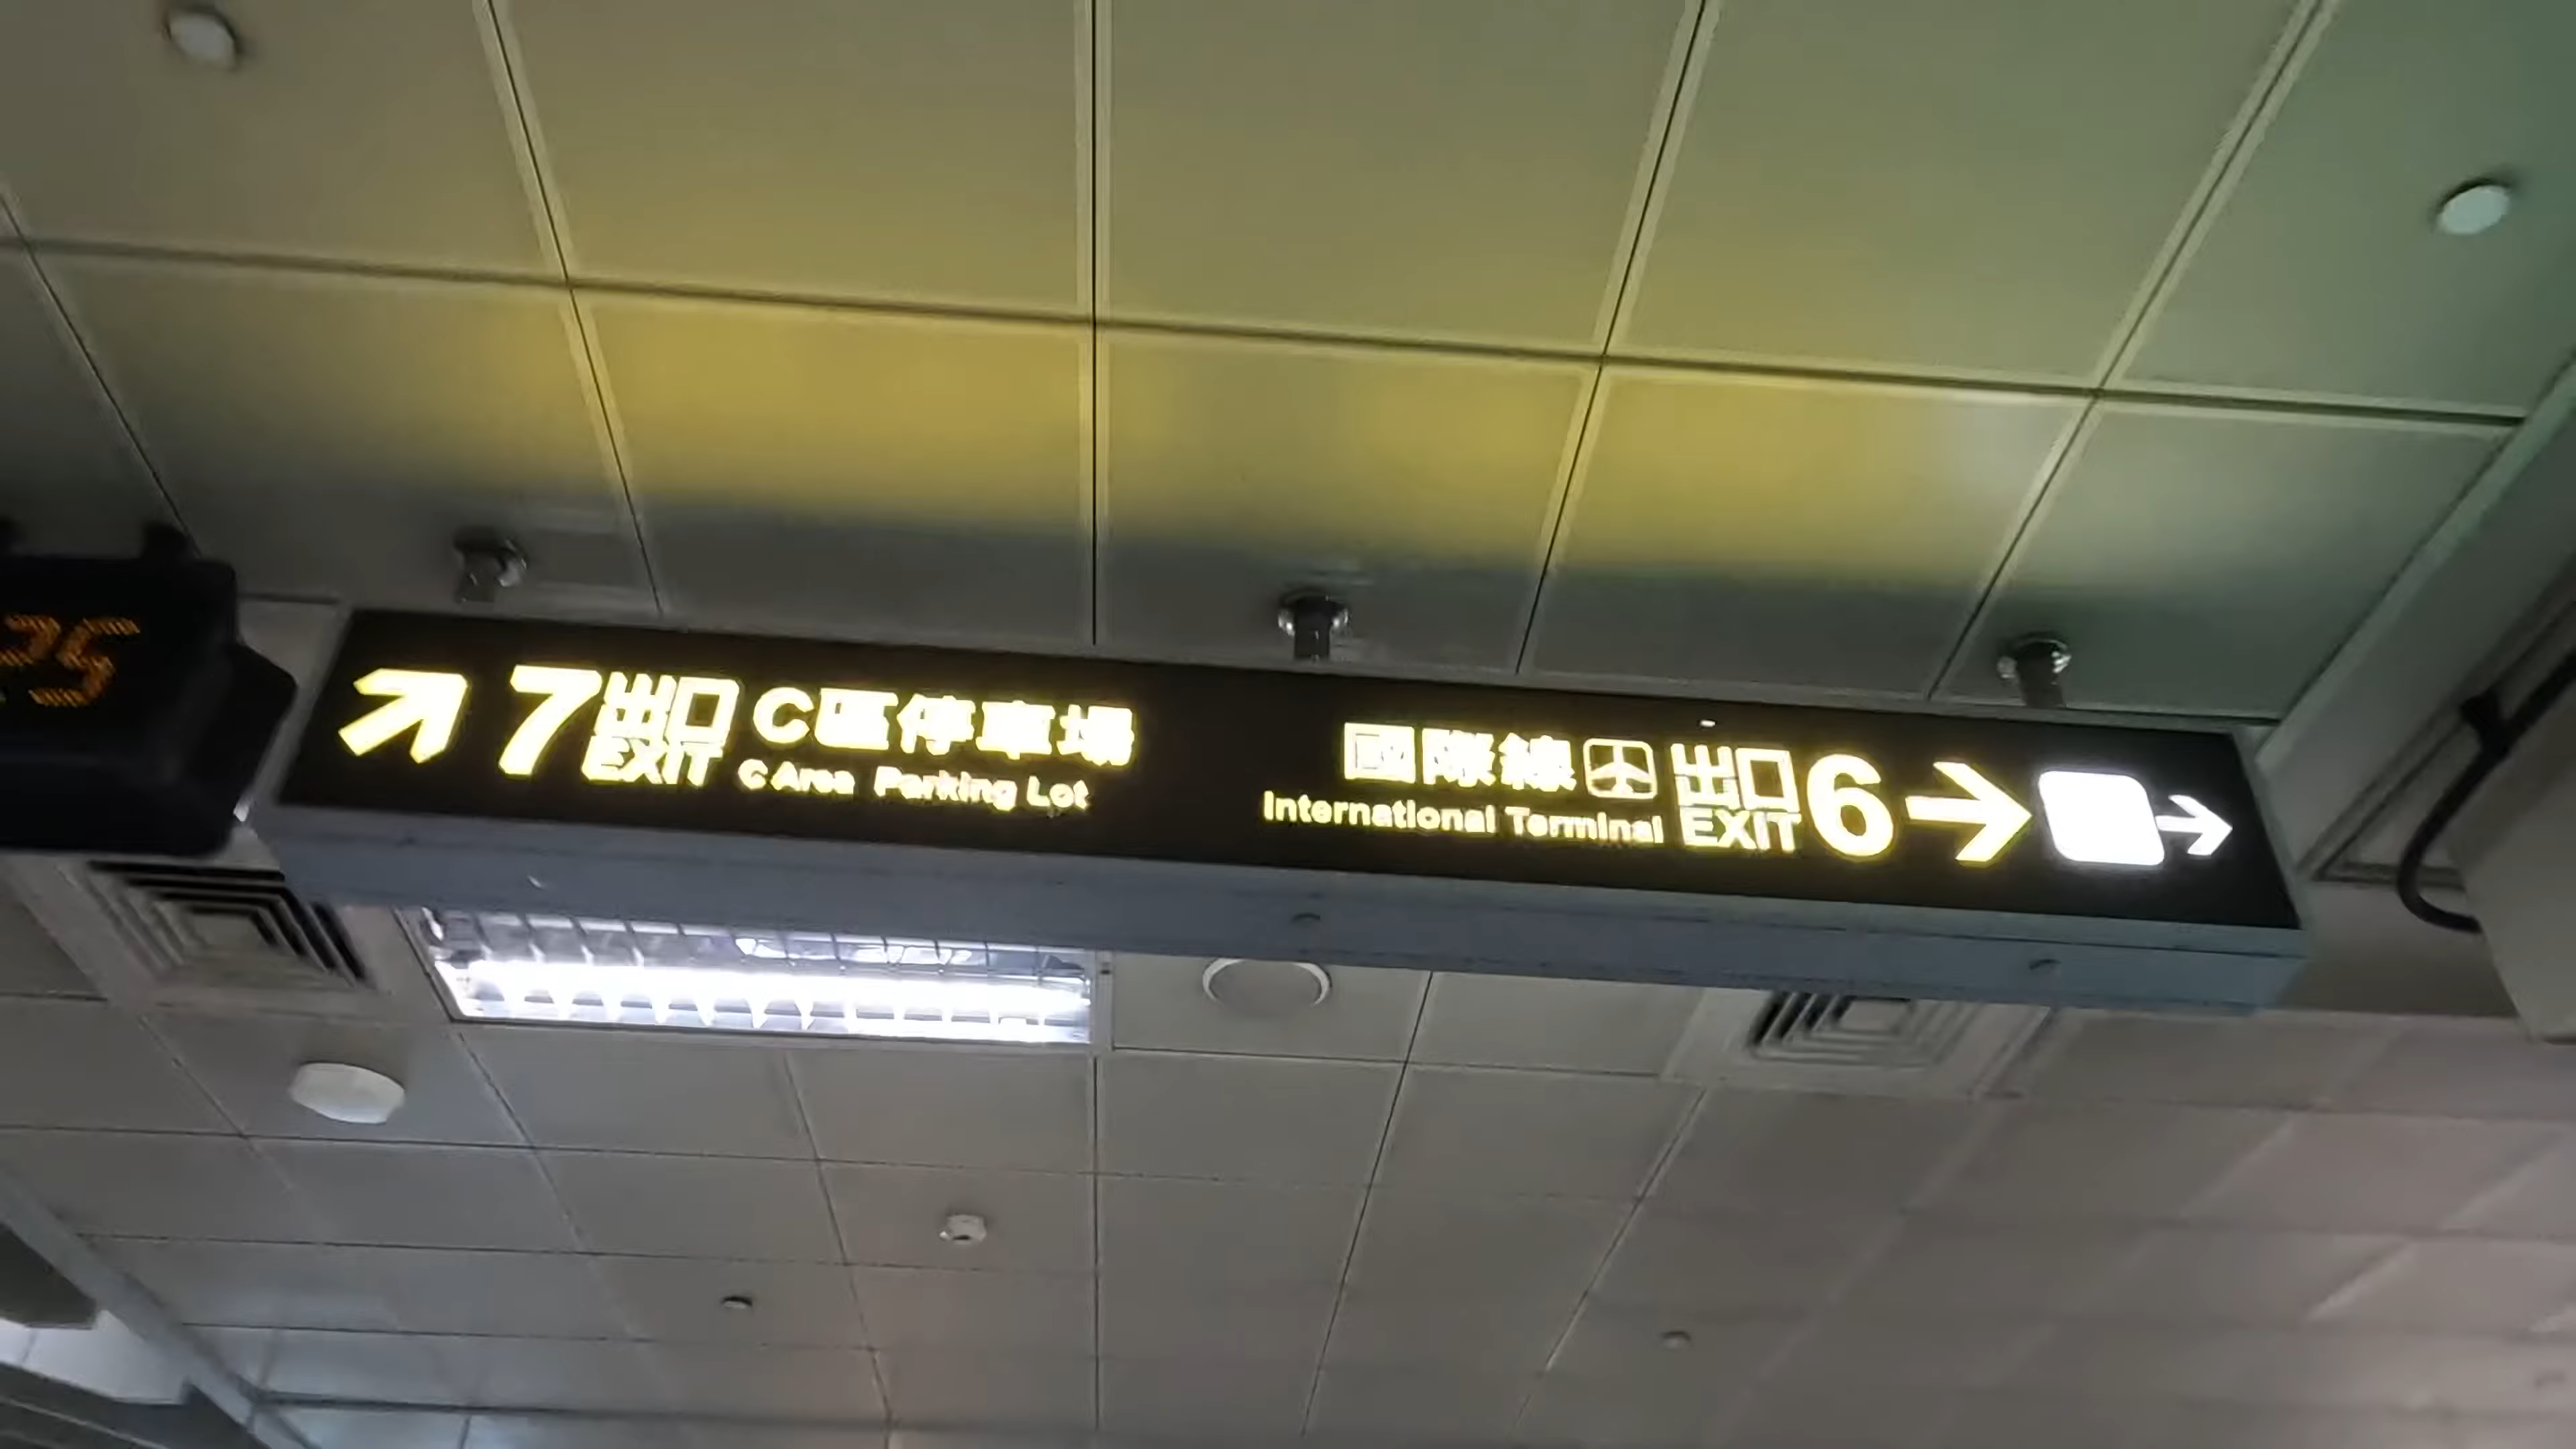 7 出口 C區停車場
EXIT C Area Parking Lot
國際線 出口 6
International Terminal EXIT
25